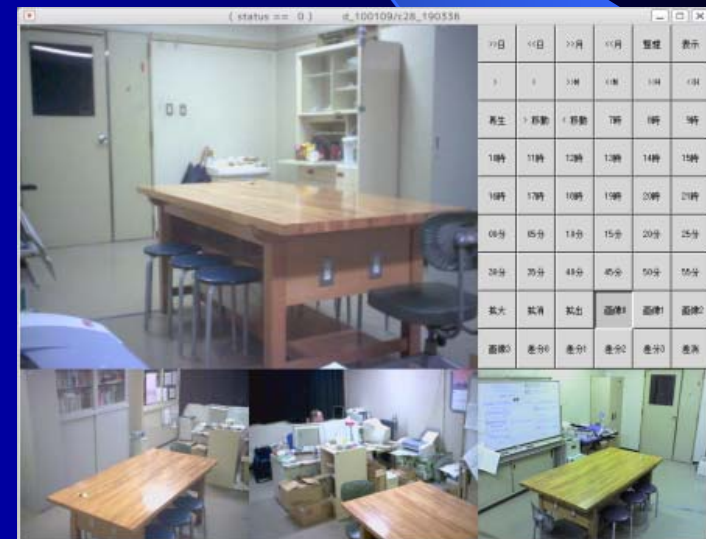 ( status == 0 ) d_100109/c28_190336
>>日 <<日 >>月 <<月 整理 表示
再生 > 移動 < 移動 7時 8時 9時
10時 11時 12時 13時 14時 15時
16時 17時 18時 19時 20時 21時
00分 05分 10分 15分 20分 25分
30分 35分 40分 45分 50分 55分
拡大 拡消 拡出 画像0 画像1 画像2
画像3 差分0 差分1 差分2 差分3 差消